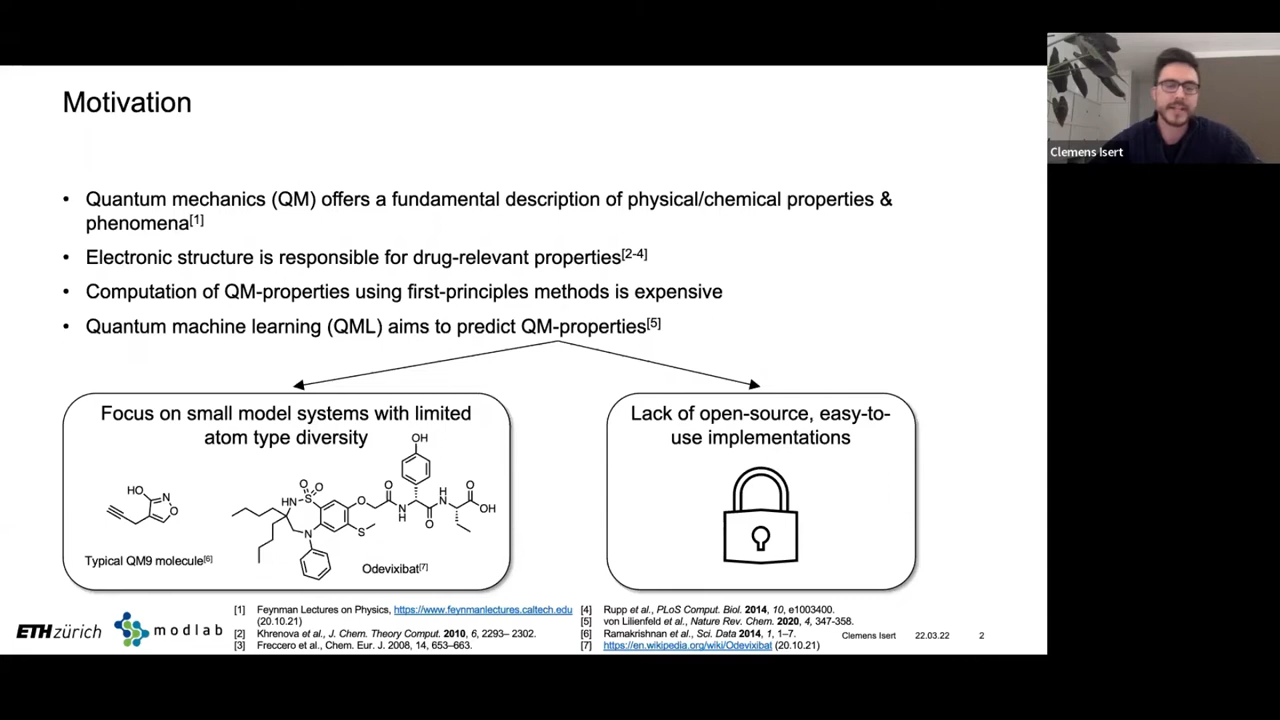 Motivation
Clemens Isert
• Quantum mechanics (QM) offers a fundamental description of physical/chemical properties &
phenomena[1]
• Electronic structure is responsible for drug-relevant properties[2-4]
• Computation of QM-properties using first-principles methods is expensive
• Quantum machine learning (QML) aims to predict QM-properties[5]
Focus on small model systems with limited
atom type diversity
HO
N
O
Typical QM9 molecule[6]
OH
O
O
HN
S
O
O
N
H
H
N
O
O
OH
S
N
Odevixibat[7]
Lack of open-source, easy-to-
use implementations
[1] Feynman Lectures on Physics, https://www.feynmanlectures.caltech.edu
(20.10.21)
[2] Khrenova et al., J. Chem. Theory Comput. 2010, 6, 2293– 2302.
[3] Freccero et al., Chem. Eur. J. 2008, 14, 653–663.
[4] Rupp et al., PLoS Comput. Biol. 2014, 10, e1003400.
[5] von Lilienfeld et al., Nature Rev. Chem. 2020, 4, 347-358.
[6] Ramakrishnan et al., Sci. Data 2014, 1, 1–7.
[7] https://en.wikipedia.org/wiki/Odevixibat (20.10.21)
ETH zürich
modlab
Clemens Isert 22.03.22 2